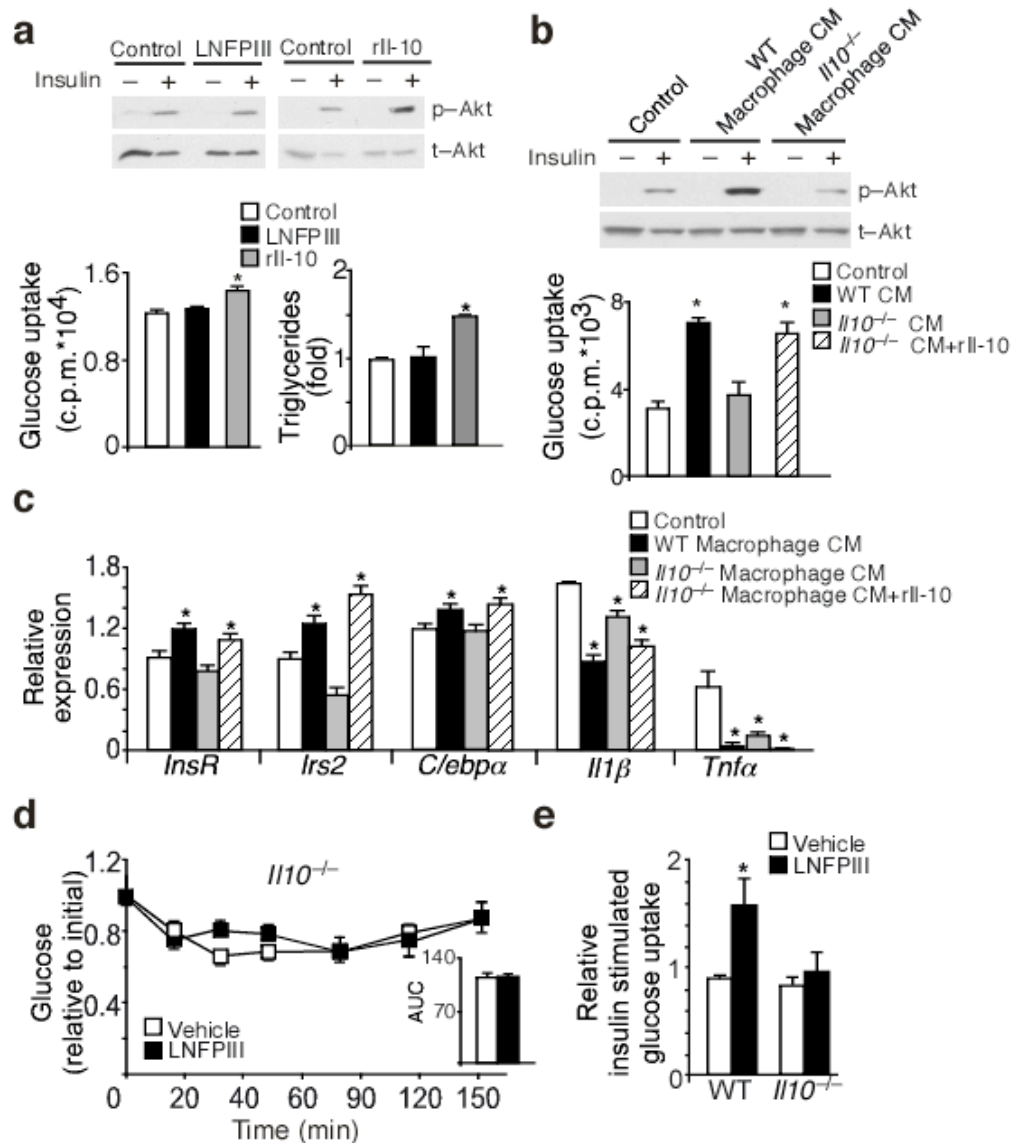 a
Control LNFPIII Control rIl-10
Insulin – + – + – + – +
p–Akt
t–Akt
Control
LNFPIII
rIl-10
Glucose uptake
(c.p.m.*10⁴)
1.6
1.2
0
*
Triglycerides
(fold)
2
1
0
*
b
Control
WT
Macrophage CM
Il10⁻/⁻
Macrophage CM
Insulin – + – + – +
p–Akt
t–Akt
Control
WT CM
Il10⁻/⁻ CM
Il10⁻/⁻ CM+rIl-10
Glucose uptake
(c.p.m.*10³)
8
4
0
* *
c
Control
WT Macrophage CM
Il10⁻/⁻ Macrophage CM
Il10⁻/⁻ Macrophage CM+rIl-10
Relative
expression
1.8
1.2
0.6
0
* * * * * * * * * * * *
InsR Irs2 C/ebpα Il1β Tnfα
d
Il10⁻/⁻
Glucose
(relative to initial)
1.2
0.8
0.4
Vehicle
LNFPIII
AUC
140
70
0 20 40 60 80 90 120 150
Time (min)
e
Vehicle
LNFPIII
Relative
insulin stimulated
glucose uptake
2
1
0
*
WT Il10⁻/⁻